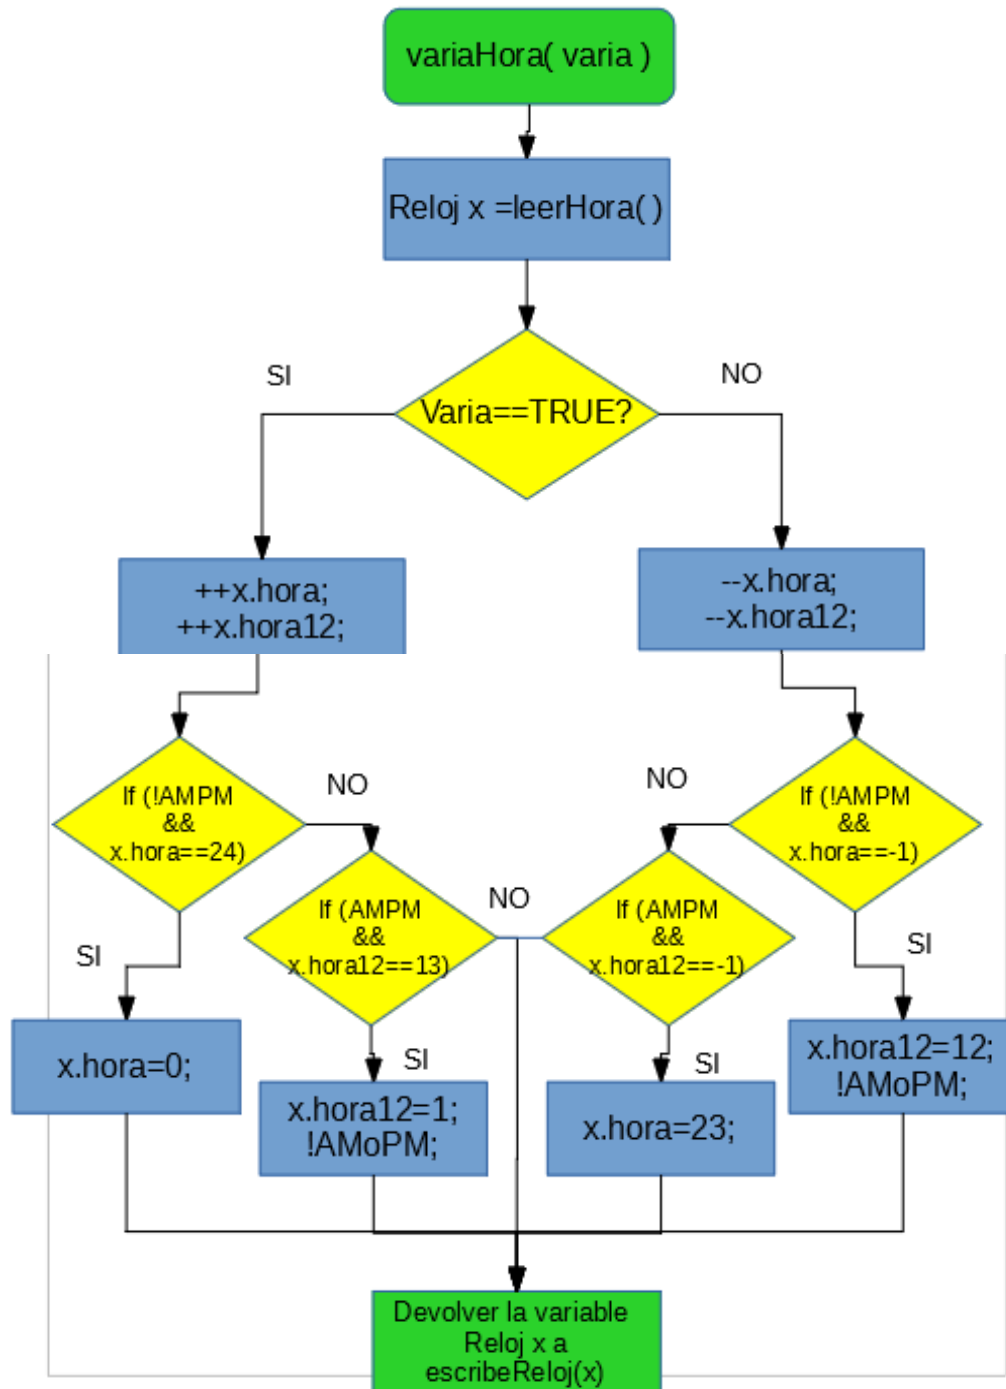 variaHora( varia )
Reloj x =leerHora( )
SI
NO
Varia==TRUE?
++x.hora;
++x.hora12;
--x.hora;
--x.hora12;
If (!AMPM
&&
x.hora==24)
NO
NO
If (!AMPM
&&
x.hora==-1)
If (AMPM
&&
x.hora12==13)
NO
If (AMPM
&&
x.hora12==-1)
SI
SI
x.hora=0;
SI
x.hora12=1;
!AMoPM;
SI
x.hora=23;
x.hora12=12;
!AMoPM;
Devolver la variable
Reloj x a
escribeReloj(x)